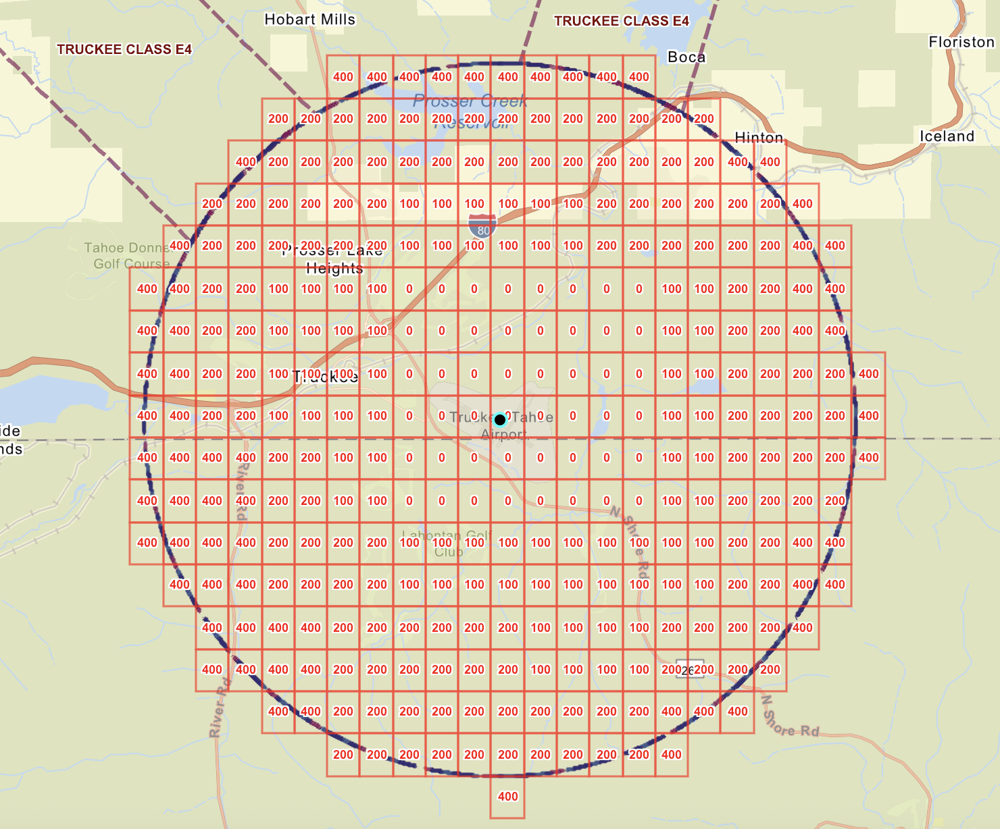 Hobart Mills
TRUCKEE CLASS E4
Floriston
TRUCKEE CLASS E4
Boca
400 400 400 400 400 400 400 400 400 400
Prosser Creek
Reservoir
200 200 200 200 200 200 200 200 200 200 200 200 200 200
Hinton
Iceland
400 200 200 200 200 200 200 200 200 200 200 200 200 200 200 400 400
200 200 200 200 200 200 100 100 100 100 100 100 200 200 200 200 200 200 400
80
Tahoe Donner
Golf Course
400 200 200 200 200 200 200 100 100 100 100 100 100 100 100 200 200 200 200 400 400
Prosser Lake
Heights
400 400 200 200 100 100 100 100 0 0 0 0 0 0 0 0 100 100 200 200 400 400
400 400 200 200 100 100 100 100 0 0 0 0 0 0 0 0 100 100 200 200 400 400
400 400 200 200 100 100 100 100 0 0 0 0 0 0 0 0 100 100 200 200 200 200 400
Truckee
400 400 200 200 100 100 100 100 0 0 0 0 0 0 0 0 100 100 200 200 200 200 400
Truckee Tahoe
Airport
ide
nds
400 400 400 400 200 200 100 100 0 0 0 0 0 0 0 0 100 100 200 200 200 200 400
River Rd
400 400 400 400 200 200 100 100 0 0 0 0 0 0 0 0 100 100 200 200 200 200
N Shore Rd
Lahontan Golf
Club
400 400 400 400 200 200 200 200 100 100 100 100 100 100 100 100 100 100 200 200 400 400
400 400 400 200 200 200 200 100 100 100 100 100 100 100 100 100 100 200 200 400 400
400 400 400 400 200 200 200 200 200 200 100 100 100 100 200 200 200 200 400
400 400 400 400 200 200 200 200 200 200 100 100 100 100 200 200 200 200
267
River Rd
400 400 200 200 200 200 200 200 200 200 200 200 400 400 400
N Shore Rd
200 200 200 200 200 200 200 200 200 200 400
400